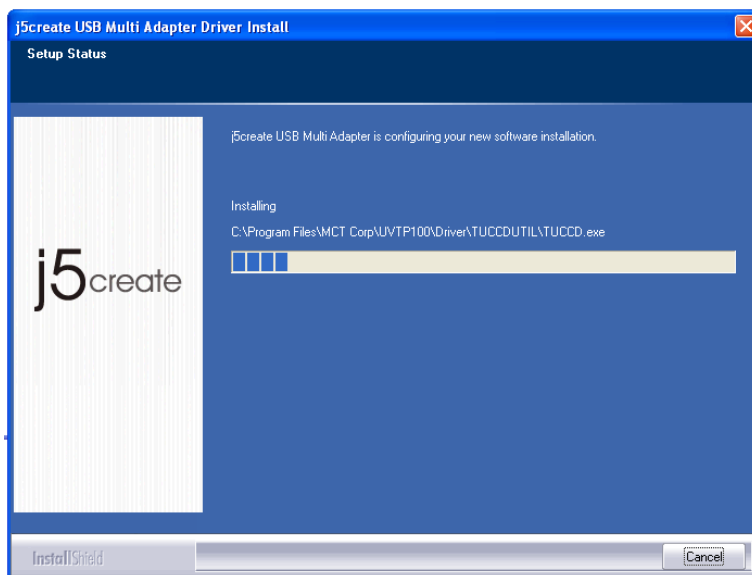 j5create USB Multi Adapter Driver Install
Setup Status
j5create USB Multi Adapter is configuring your new software installation.
Installing
C:\Program Files\MCT Corp\UVTP100\Driver\TUCCDUTIL\TUCCD.exe
j5create
InstallShield
Cancel